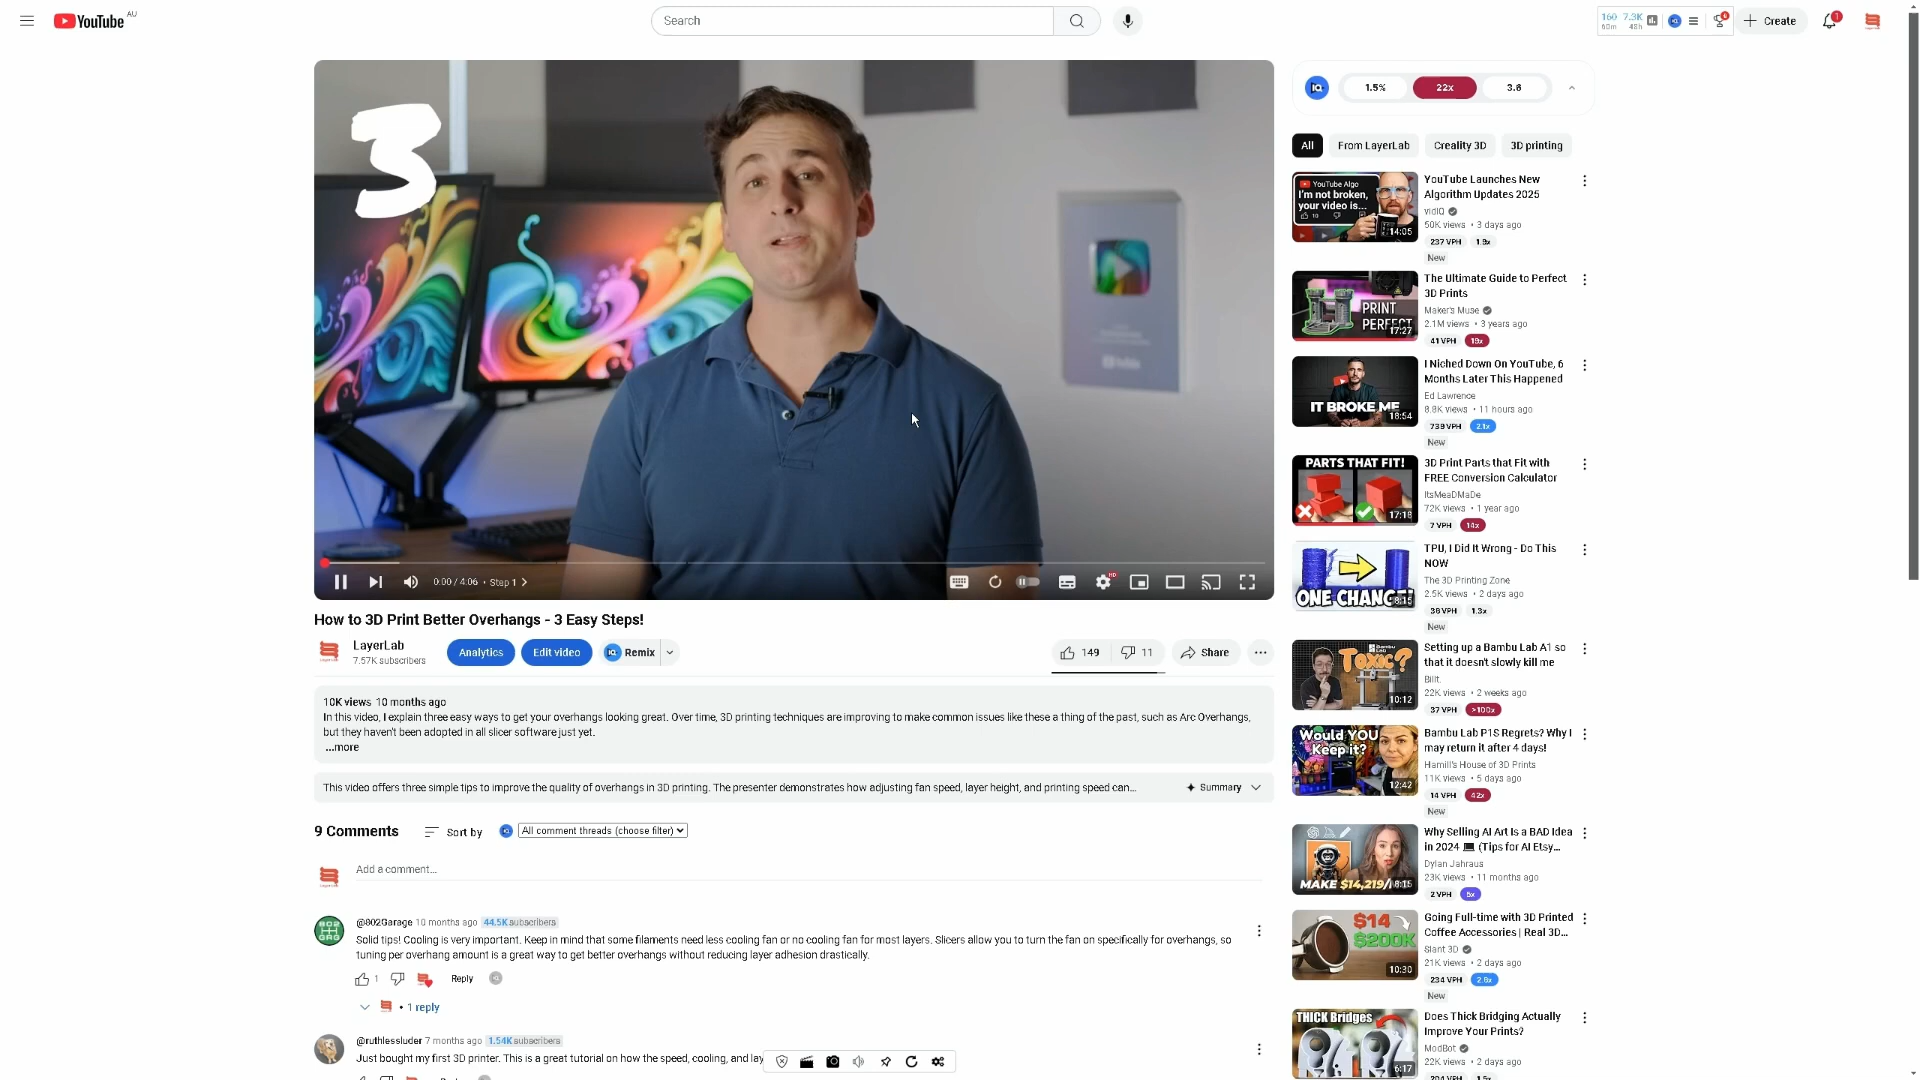 YouTube AU
Search
160 7.3K
60m 48h
Create
1
3
1.5%
22x
3.6
All
From LayerLab
Creality 3D
3D printing
YouTube Algo
I'm not broken,
your video is...
14:05
YouTube Launches New
Algorithm Updates 2025
vidIQ
50K views • 3 days ago
237 VPH 1.9x
New
PRINT
PERFECT
17:27
The Ultimate Guide to Perfect
3D Prints
Maker's Muse
2.1M views • 3 years ago
41 VPH 19x
IT BROKE ME
18:54
I Niched Down On YouTube, 6
Months Later This Happened
Ed Lawrence
8.8K views • 11 hours ago
739 VPH 2.1x
New
PARTS THAT FIT!
17:18
3D Print Parts that Fit with
FREE Conversion Calculator
ItsMeaDMaDe
72K views • 1 year ago
7 VPH 14x
ONE CHANGE!
8:15
TPU, I Did It Wrong - Do This
NOW
The 3D Printing Zone
2.5K views • 2 days ago
38 VPH 1.3x
New
Bambu Lab
TOXIC?
10:12
Setting up a Bambu Lab A1 so
that it doesn't slowly kill me
Billt.
22K views • 2 weeks ago
37 VPH >100x
Would YOU
Keep it?
12:42
Bambu Lab P1S Regrets? Why I
may return it after 4 days!
Hamill's House of 3D Prints
11K views • 5 days ago
14 VPH 42x
New
MAKE $14,219/
8:15
Why Selling AI Art Is a BAD Idea
in 2024 💻 (Tips for AI Etsy...
Dylan Jahraus
23K views • 11 months ago
2 VPH 5x
$14
$200K
10:30
Going Full-time with 3D Printed
Coffee Accessories | Real 3D...
Slant 3D
21K views • 2 days ago
234 VPH 2.6x
New
THICK Bridges
6:17
Does Thick Bridging Actually
Improve Your Prints?
ModBot
22K views • 2 days ago
204 VPH 1.5x
0:00 / 4:06 • Step 1
HD
How to 3D Print Better Overhangs - 3 Easy Steps!
LayerLab
7.57K subscribers
Analytics
Edit video
Remix
149
11
Share
10K views 10 months ago
In this video, I explain three easy ways to get your overhangs looking great. Over time, 3D printing techniques are improving to make common issues like these a thing of the past, such as Arc Overhangs,
but they haven't been adopted in all slicer software just yet.
...more
This video offers three simple tips to improve the quality of overhangs in 3D printing. The presenter demonstrates how adjusting fan speed, layer height, and printing speed can...
Summary
9 Comments
Sort by
All comment threads (choose filter)
Add a comment...
802
GRG
@802Garage 10 months ago 44.5K subscribers
Solid tips! Cooling is very important. Keep in mind that some filaments need less cooling fan or no cooling fan for most layers. Slicers allow you to turn the fan on specifically for overhangs, so
tuning per overhang amount is a great way to get better overhangs without reducing layer adhesion drastically.
1
Reply
• 1 reply
@ruthlessluder 7 months ago 1.54K subscribers
Just bought my first 3D printer. This is a great tutorial on how the speed, cooling, and lay